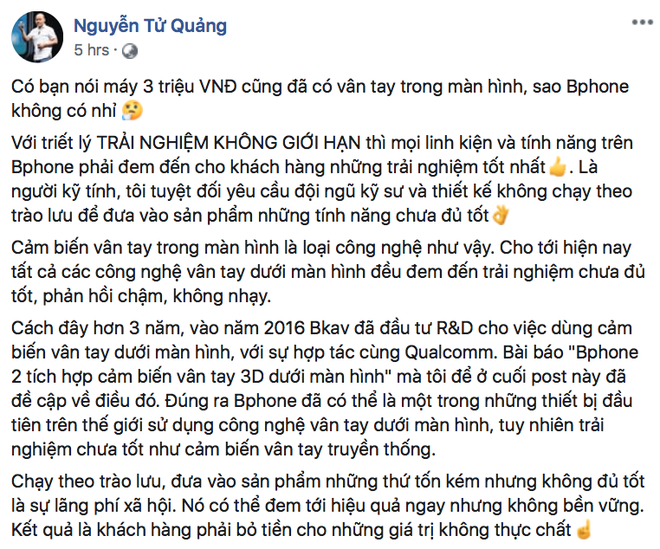 Nguyễn Tử Quảng
5 hrs ·
Có bạn nói máy 3 triệu VNĐ cũng đã có vân tay trong màn hình, sao Bphone
không có nhỉ 🤔
Với triết lý TRẢI NGHIỆM KHÔNG GIỚI HẠN thì mọi linh kiện và tính năng trên
Bphone phải đem đến cho khách hàng những trải nghiệm tốt nhất👍. Là
người kỹ tính, tôi tuyệt đối yêu cầu đội ngũ kỹ sư và thiết kế không chạy theo
trào lưu để đưa vào sản phẩm những tính năng chưa đủ tốt👌
Cảm biến vân tay trong màn hình là loại công nghệ như vậy. Cho tới hiện nay
tất cả các công nghệ vân tay dưới màn hình đều đem đến trải nghiệm chưa đủ
tốt, phản hồi chậm, không nhạy.
Cách đây hơn 3 năm, vào năm 2016 Bkav đã đầu tư R&D cho việc dùng cảm
biến vân tay dưới màn hình, với sự hợp tác cùng Qualcomm. Bài báo "Bphone
2 tích hợp cảm biến vân tay 3D dưới màn hình" mà tôi để ở cuối post này đã
đề cập về điều đó. Đúng ra Bphone đã có thể là một trong những thiết bị đầu
tiên trên thế giới sử dụng công nghệ vân tay dưới màn hình, tuy nhiên trải
nghiệm chưa tốt như cảm biến vân tay truyền thống.
Chạy theo trào lưu, đưa vào sản phẩm những thứ tốn kém nhưng không đủ tốt
là sự lãng phí xã hội. Nó có thể đem tới hiệu quả ngay nhưng không bền vững.
Kết quả là khách hàng phải bỏ tiền cho những giá trị không thực chất☝️